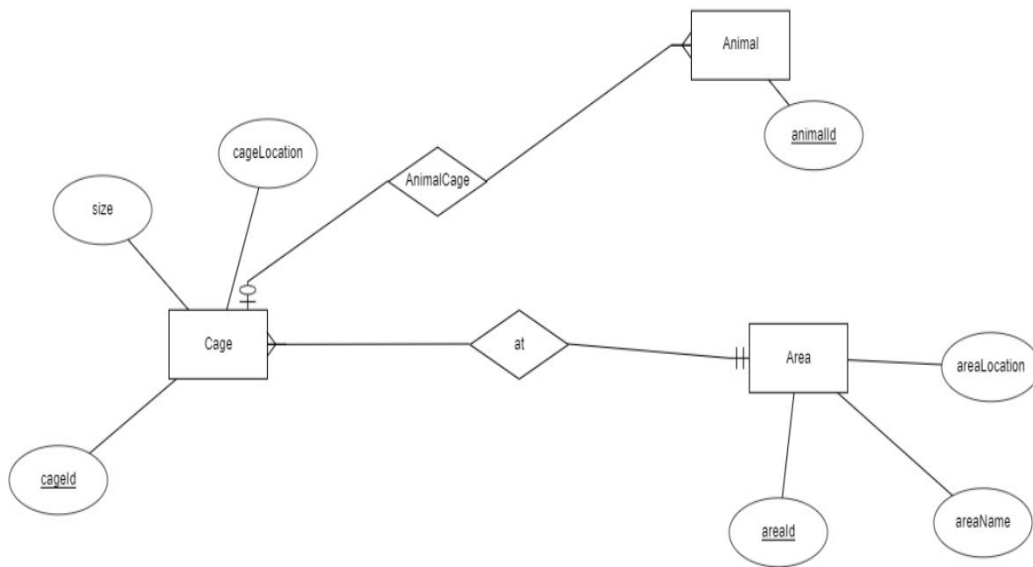 Animal
animalId
cageLocation
AnimalCage
size
Cage
at
Area
areaLocation
cageId
areaId
areaName